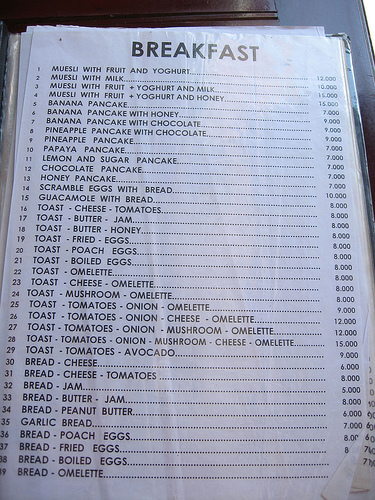 BREAKFAST
1 MUESLI WITH FRUIT AND YOGHURT 12.000
2 MUESLI WITH MILK 10.000
3 MUESLI WITH FRUIT + YOGHURT AND MILK 15.000
4 MUESLI WITH FRUIT + YOGHURT AND HONEY 15.000
5 BANANA PANCAKE 7.000
6 BANANA PANCAKE WITH HONEY 9.000
7 BANANA PANCAKE WITH CHOCOLATE 9.000
8 PINEAPPLE PANCAKE WITH CHOCOLATE 9.000
9 PINEAPPLE PANCAKE 7.000
10 PAPAYA PANCAKE 7.000
11 LEMON AND SUGAR PANCAKE 7.000
12 CHOCOLATE PANCAKE 7.000
13 HONEY PANCAKE 7.000
14 SCRAMBLE EGGS WITH BREAD 10.000
15 GUACAMOLE WITH BREAD 8.000
16 TOAST - CHEESE - TOMATOES 8.000
17 TOAST - BUTTER - JAM 8.000
18 TOAST - BUTTER - HONEY 8.000
19 TOAST - FRIED - EGGS 8.000
20 TOAST - POACH EGGS 8.000
21 TOAST - BOILED EGGS 8.000
22 TOAST - OMELETTE 8.000
23 TOAST - CHEESE - OMELETTE 8.000
24 TOAST - MUSHROOM - OMELETTE 8.000
25 TOAST - TOMATOES - ONION - OMELETTE 9.000
26 TOAST - TOMATOES - ONION - CHEESE - OMELETTE 12.000
27 TOAST - TOMATOES - ONION - MUSHROOM - OMELETTE 12.000
28 TOAST - TOMATOES - ONION - MUSHROOM - CHEESE - OMELETTE 15.000
29 TOAST - TOMATOES - AVOCADO 9.000
30 BREAD - CHEESE 6.000
31 BREAD - CHEESE - TOMATOES 8.000
32 BREAD - JAM 5.000
33 BREAD - BUTTER - JAM 8.000
34 BREAD - PEANUT BUTTER 6.000
35 GARLIC BREAD 7.000
36 BREAD - POACH EGGS 8.00
37 BREAD - FRIED EGGS 8
38 BREAD - BOILED EGGS
39 BREAD - OMELETTE